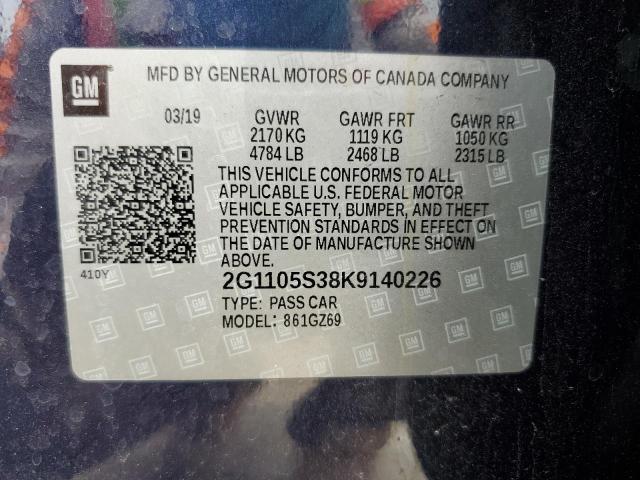 GM
MFD BY GENERAL MOTORS OF CANADA COMPANY
03/19 GVWR GAWR FRT GAWR RR
2170 KG 1119 KG 1050 KG
4784 LB 2468 LB 2315 LB
THIS VEHICLE CONFORMS TO ALL
APPLICABLE U.S. FEDERAL MOTOR
VEHICLE SAFETY, BUMPER, AND THEFT
PREVENTION STANDARDS IN EFFECT ON
THE DATE OF MANUFACTURE SHOWN
ABOVE.
410Y
2G1105S38K9140226
TYPE: PASS CAR
MODEL: 861GZ69